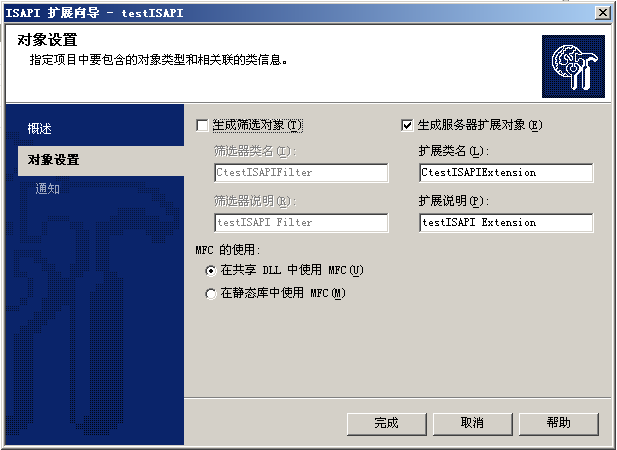 ISAPI 扩展向导 - testISAPI
对象设置
指定项目中要包含的对象类型和相关联的类信息。
概述
对象设置
通知
生成筛选对象(T)
筛选器类名(I):
CtestISAPIFilter
筛选器说明(R):
testISAPI Filter
生成服务器扩展对象(E)
扩展类名(L):
CtestISAPIExtension
扩展说明(P):
testISAPI Extension
MFC 的使用:
在共享 DLL 中使用 MFC(U)
在静态库中使用 MFC(M)
完成
取消
帮助